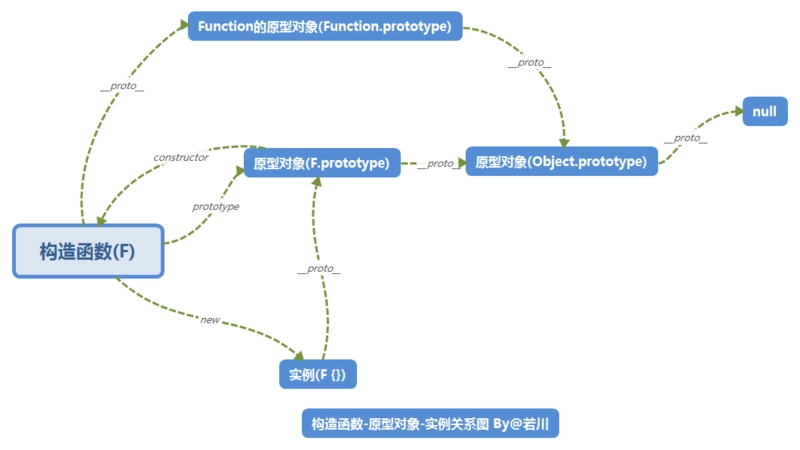 Function的原型对象(Function.prototype)
__proto__
__proto__
null
__proto__
constructor
原型对象(F.prototype)
__proto__
原型对象(Object.prototype)
prototype
构造函数(F)
__proto__
new
实例(F {})
构造函数-原型对象-实例关系图 By@若川